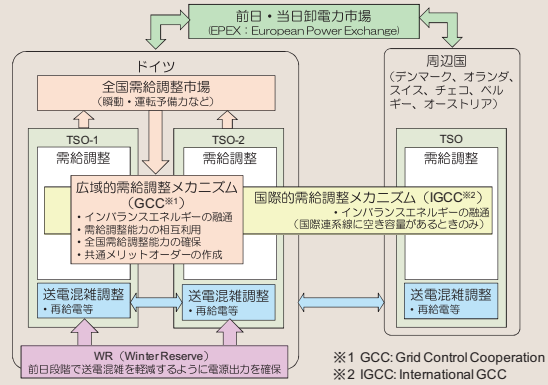 前日・当日卸電力市場
(EPEX：European Power Exchange)
ドイツ
全国需給調整市場
(瞬動・運転予備力など)
周辺国
(デンマーク、オランダ、
スイス、チェコ、ベル
ギー、オーストリア)
TSO-1
需給調整
TSO-2
需給調整
TSO
需給調整
広域的需給調整メカニズム
(GCC※1)
・インバランスエネルギーの融通
・需給調整能力の相互利用
・全国需給調整能力の確保
・共通メリットオーダーの作成
国際的需給調整メカニズム（IGCC※2）
・インバランスエネルギーの融通
(国際連系線に空き容量があるときのみ)
送電混雑調整
・再給電等
送電混雑調整
・再給電等
送電混雑調整
・再給電等
WR（Winter Reserve）
前日段階で送電混雑を軽減するように電源出力を確保
※1 GCC: Grid Control Cooperation
※2 IGCC: International GCC